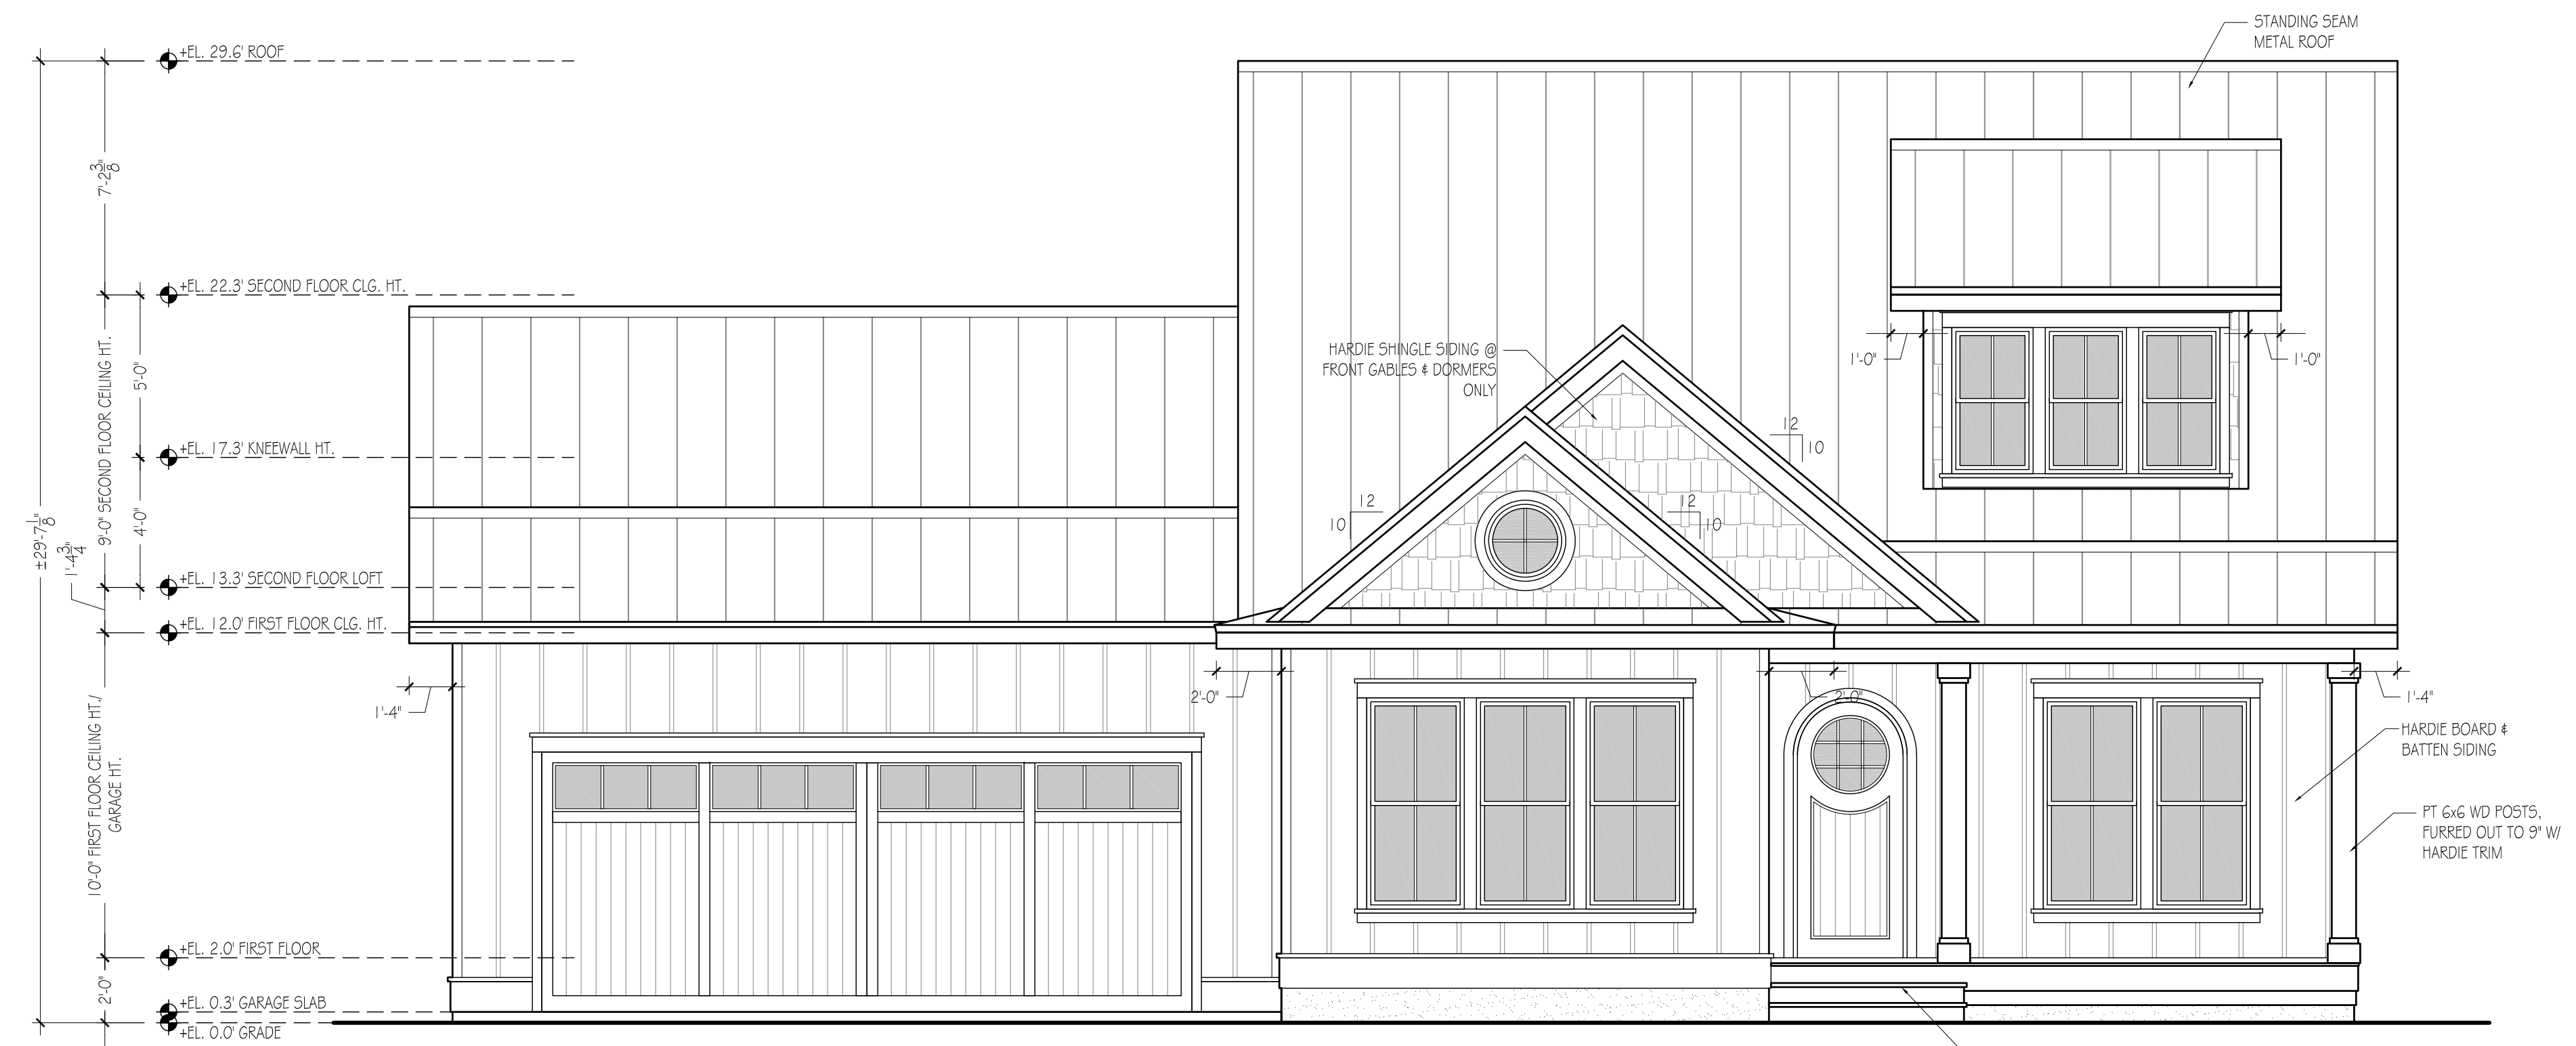 STANDING SEAM
METAL ROOF
+EL. 29.6' ROOF
7'-2 3/8"
+EL. 22.3' SECOND FLOOR CLG. HT.
HARDIE SHINGLE SIDING @
FRONT GABLES & DORMERS
ONLY
1'-0"
1'-0"
5'-0"
9'-0" SECOND FLOOR CEILING HT.
12
10
+EL. 17.3' KNEEWALL HT.
12
10
12
10
4'-0"
±29'-7 1/8"
1'-4 3/4"
+EL. 13.3' SECOND FLOOR LOFT
+EL. 12.0' FIRST FLOOR CLG. HT.
1'-4"
2'-0"
2'-0"
1'-4"
HARDIE BOARD &
BATTEN SIDING
10'-0" FIRST FLOOR CEILING HT./
GARAGE HT.
PT 6x6 WD POSTS,
FURRED OUT TO 9" W/
HARDIE TRIM
+EL. 2.0' FIRST FLOOR
2'-0"
+EL. 0.3' GARAGE SLAB
+EL. 0.0' GRADE